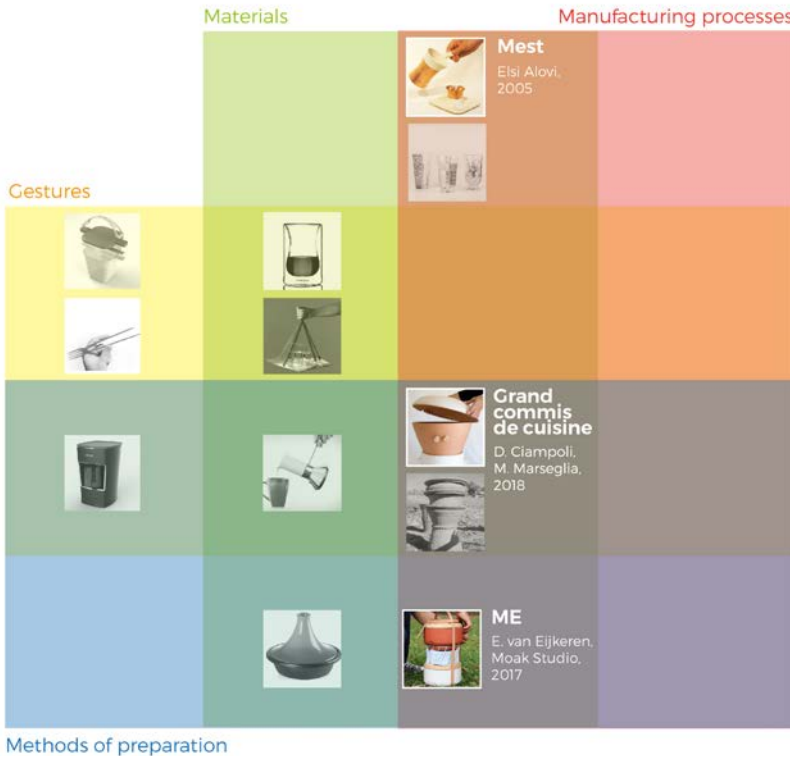 Materials
Manufacturing processes
Mest
Elsi Alovi,
2005
Gestures
Grand
commis
de cuisine
D. Ciampoli,
M. Marseglia,
2018
ME
E. van Eijkeren,
Moak Studio,
2017
Methods of preparation